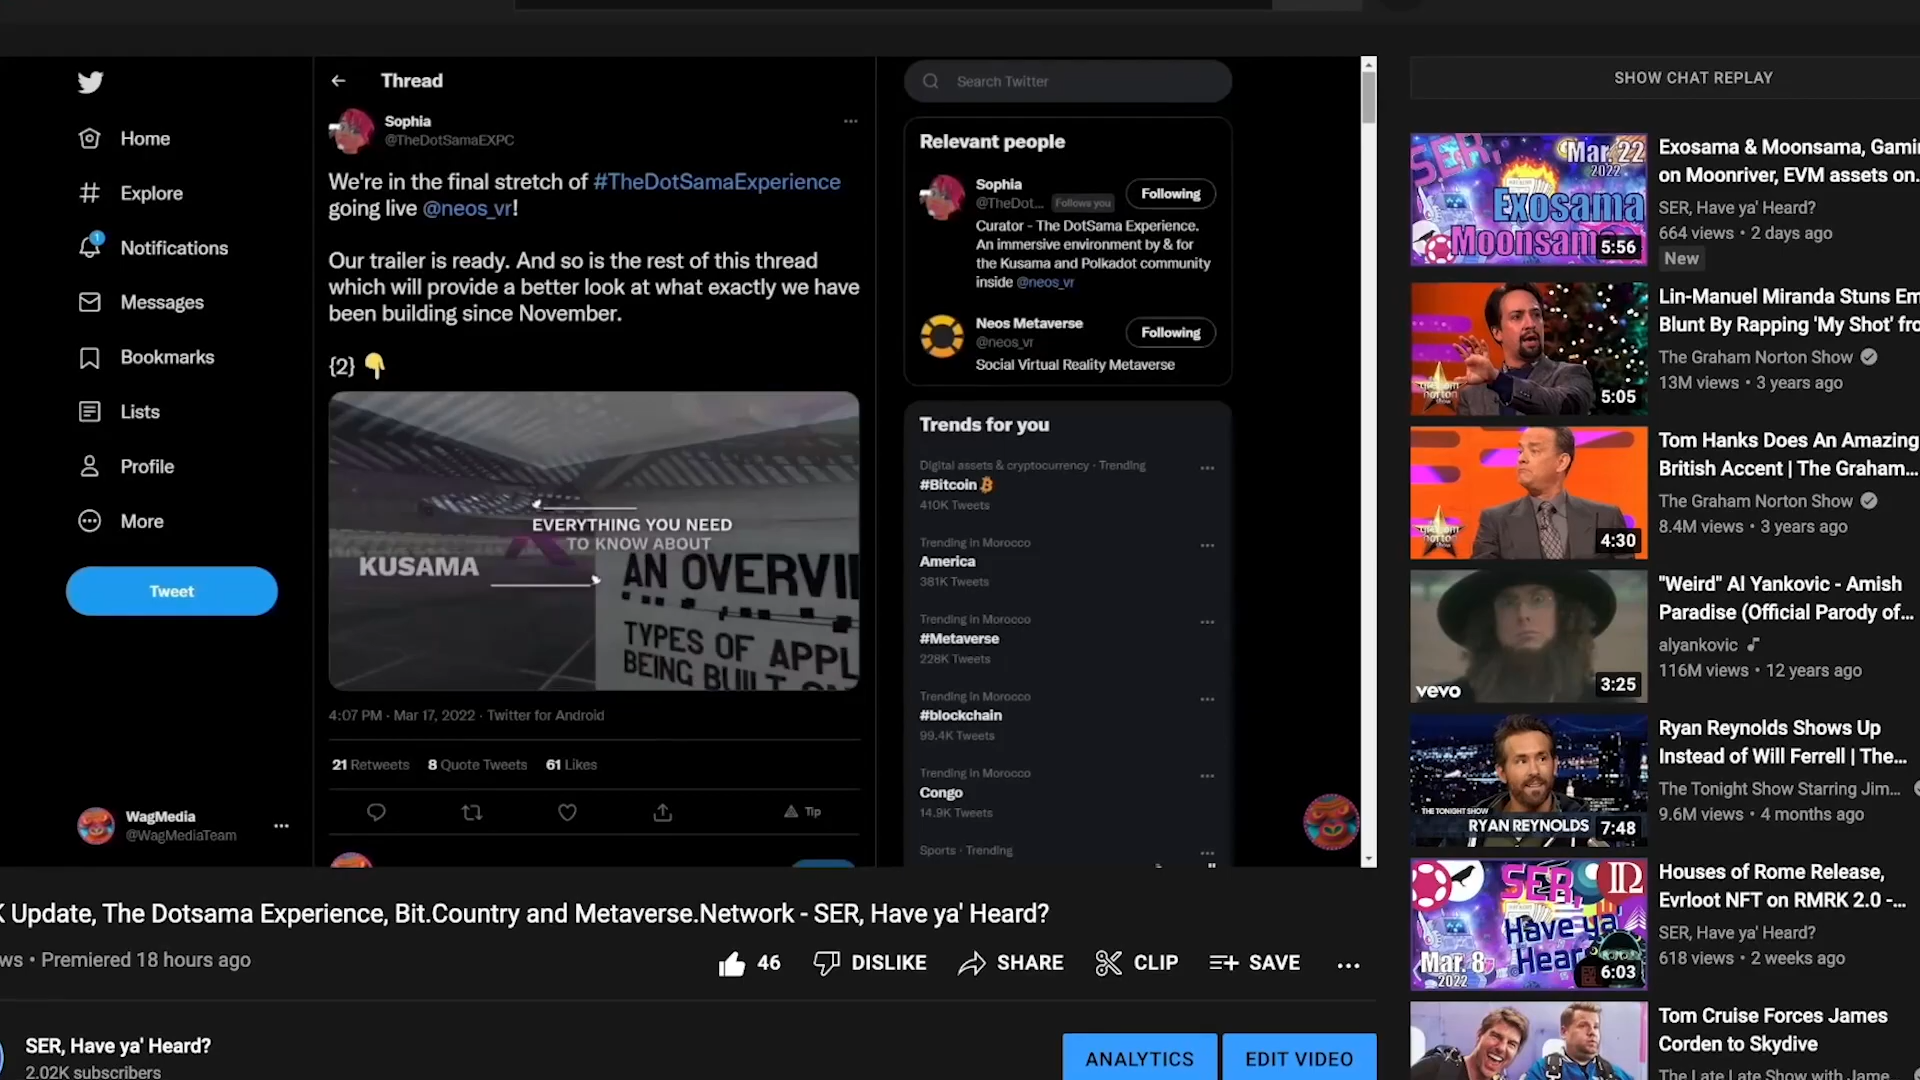 Thread
Sophia
@TheDotSamaEXPC
We're in the final stretch of #TheDotSamaExperience
going live @neos_vr!
Our trailer is ready. And so is the rest of this thread
which will provide a better look at what exactly we have
been building since November.
{2}
EVERYTHING YOU NEED
TO KNOW ABOUT
KUSAMA
AN OVERVI
TYPES OF APPL
BEING BUILT ON
4:07 PM · Mar 17, 2022 · Twitter for Android
21 Retweets 8 Quote Tweets 61 Likes
Tip
Home
Explore
1
Notifications
Messages
Bookmarks
Lists
Profile
More
Tweet
WagMedia
@WagMediaTeam
Search Twitter
Relevant people
Sophia
@TheDot... Follows you
Following
Curator - The DotSama Experience.
An immersive environment by & for
the Kusama and Polkadot community
inside @neos_vr
Neos Metaverse
@neos_vr
Following
Social Virtual Reality Metaverse
Trends for you
Digital assets & cryptocurrency · Trending
#Bitcoin
410K Tweets
Trending in Morocco
America
381K Tweets
Trending in Morocco
#Metaverse
228K Tweets
Trending in Morocco
#blockchain
99.4K Tweets
Trending in Morocco
Congo
14.9K Tweets
Sports · Trending
K Update, The Dotsama Experience, Bit.Country and Metaverse.Network - SER, Have ya' Heard?
ws • Premiered 18 hours ago
46 DISLIKE SHARE CLIP SAVE
SER, Have ya' Heard?
2.02K subscribers
ANALYTICS EDIT VIDEO
SHOW CHAT REPLAY
SER,
Mar. 22
2022
Exosama
Moonsama
5:56
Exosama & Moonsama, Gamin
on Moonriver, EVM assets on...
SER, Have ya' Heard?
664 views • 2 days ago
New
5:05
Lin-Manuel Miranda Stuns Em
Blunt By Rapping 'My Shot' fro
The Graham Norton Show
13M views • 3 years ago
4:30
Tom Hanks Does An Amazing
British Accent | The Graham...
The Graham Norton Show
8.4M views • 3 years ago
vevo
3:25
"Weird" Al Yankovic - Amish
Paradise (Official Parody of...
alyankovic
116M views • 12 years ago
THE TONIGHT SHOW
RYAN REYNOLDS
7:48
Ryan Reynolds Shows Up
Instead of Will Ferrell | The...
The Tonight Show Starring Jim...
9.6M views • 4 months ago
SER,
Have ya'
Hear
Mar. 8
2022
6:03
Houses of Rome Release,
Evrloot NFT on RMRK 2.0 -...
SER, Have ya' Heard?
618 views • 2 weeks ago
Tom Cruise Forces James
Corden to Skydive
The Late Late Show with Jame...